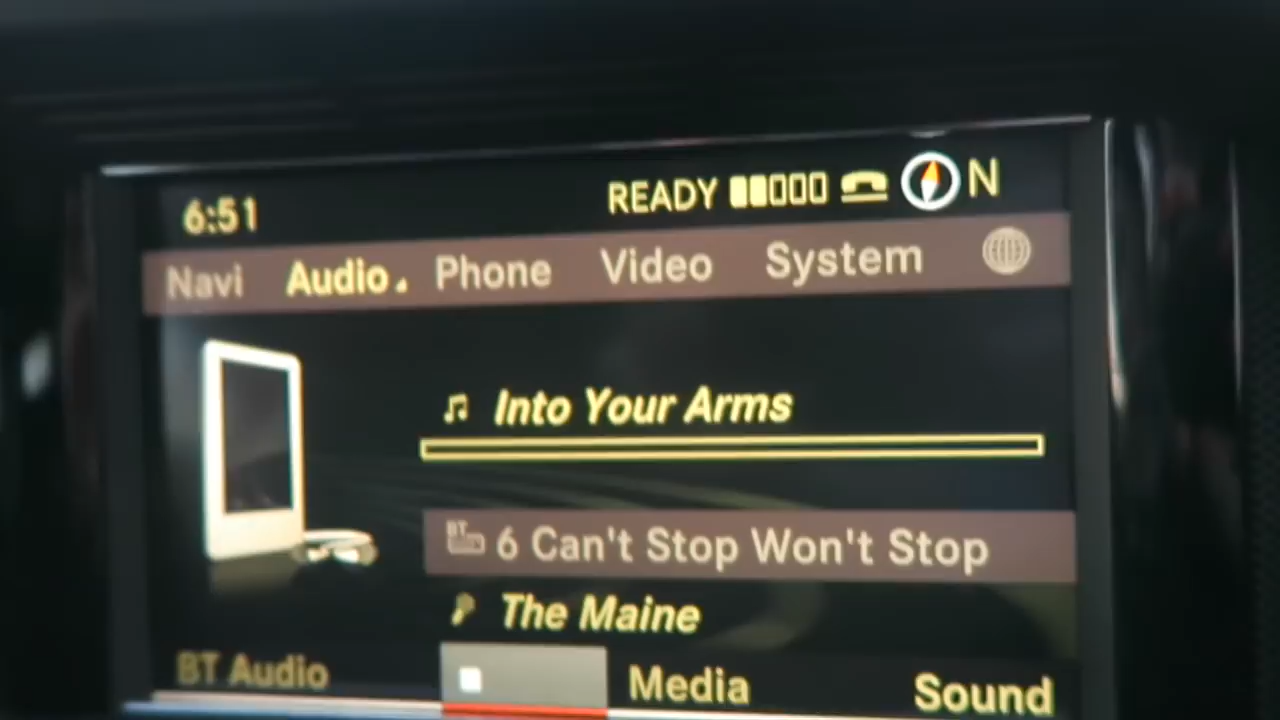 6:51 READY N
Navi Audio Phone Video System
Into Your Arms
BT 6 Can't Stop Won't Stop
The Maine
BT Audio Media Sound